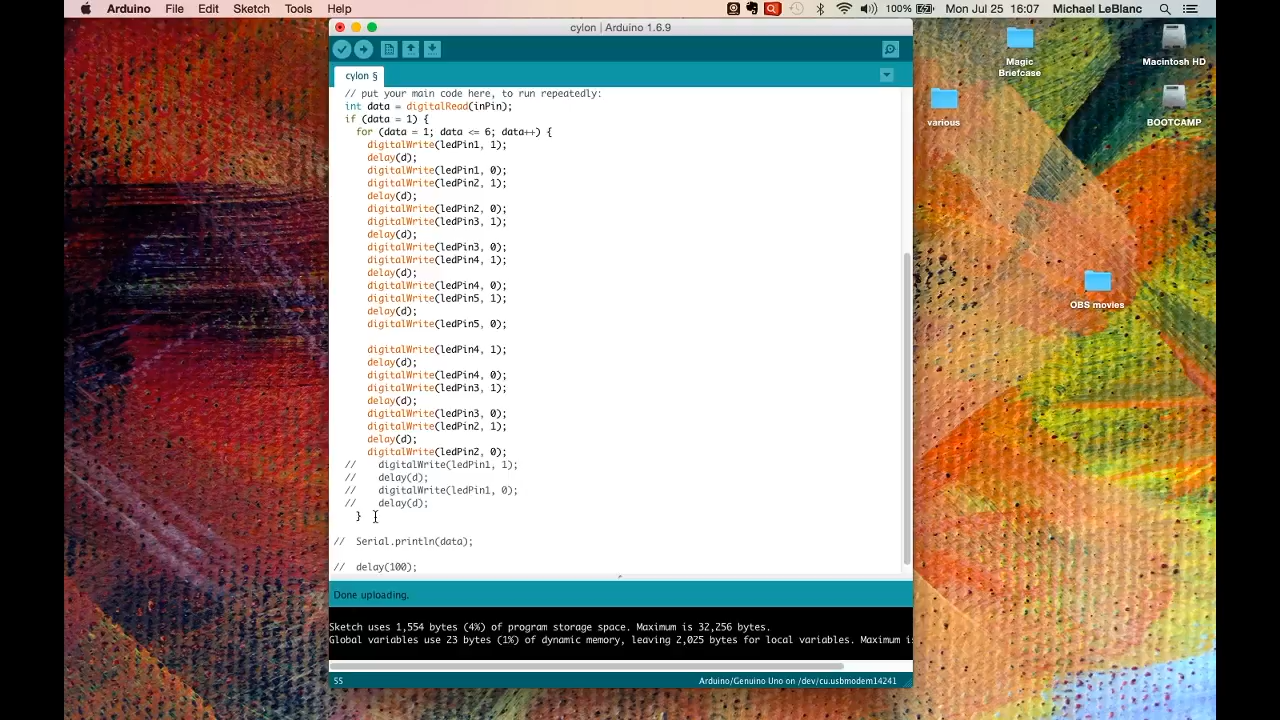 Arduino File Edit Sketch Tools Help 100% Mon Jul 25 16:07 Michael LeBlanc
cylon | Arduino 1.6.9
cylon §
// put your main code here, to run repeatedly:
int data = digitalRead(inPin);
if (data = 1) {
for (data = 1; data <= 6; data++) {
digitalWrite(ledPin1, 1);
delay(d);
digitalWrite(ledPin1, 0);
digitalWrite(ledPin2, 1);
delay(d);
digitalWrite(ledPin2, 0);
digitalWrite(ledPin3, 1);
delay(d);
digitalWrite(ledPin3, 0);
digitalWrite(ledPin4, 1);
delay(d);
digitalWrite(ledPin4, 0);
digitalWrite(ledPin5, 1);
delay(d);
digitalWrite(ledPin5, 0);
digitalWrite(ledPin4, 1);
delay(d);
digitalWrite(ledPin4, 0);
digitalWrite(ledPin3, 1);
delay(d);
digitalWrite(ledPin3, 0);
digitalWrite(ledPin2, 1);
delay(d);
digitalWrite(ledPin2, 0);
// digitalWrite(ledPin1, 1);
// delay(d);
// digitalWrite(ledPin1, 0);
// delay(d);
}
// Serial.println(data);
// delay(100);
Done uploading.
Sketch uses 1,554 bytes (4%) of program storage space. Maximum is 32,256 bytes.
Global variables use 23 bytes (1%) of dynamic memory, leaving 2,025 bytes for local variables. Maximum is
55
Arduino/Genuino Uno on /dev/cu.usbmodem14241
Magic
Briefcase
Macintosh HD
various
BOOTCAMP
OBS movies